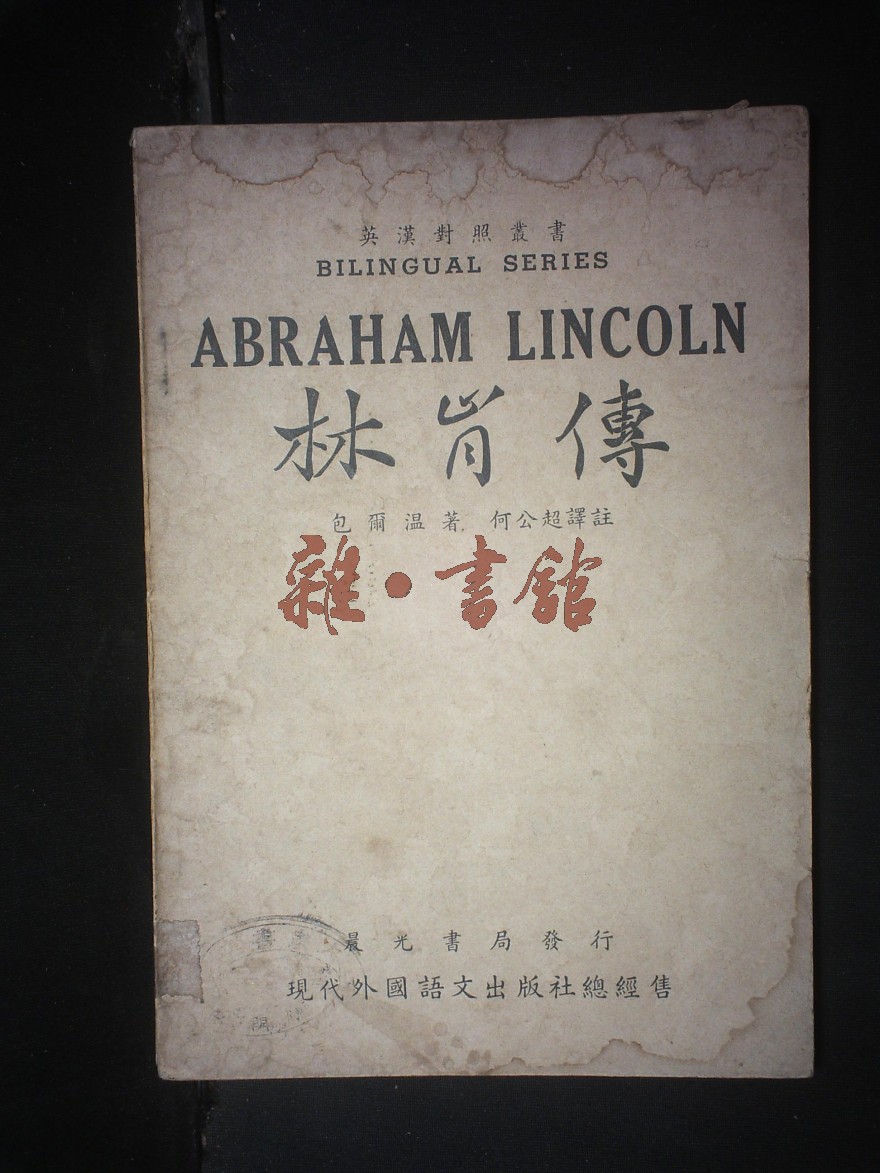 英漢對照叢書
BILINGUAL SERIES
ABRAHAM LINCOLN
林肯傳
包爾温著 何公超譯註
雜·書館
晨光書局發行
現代外國語文出版社總經售